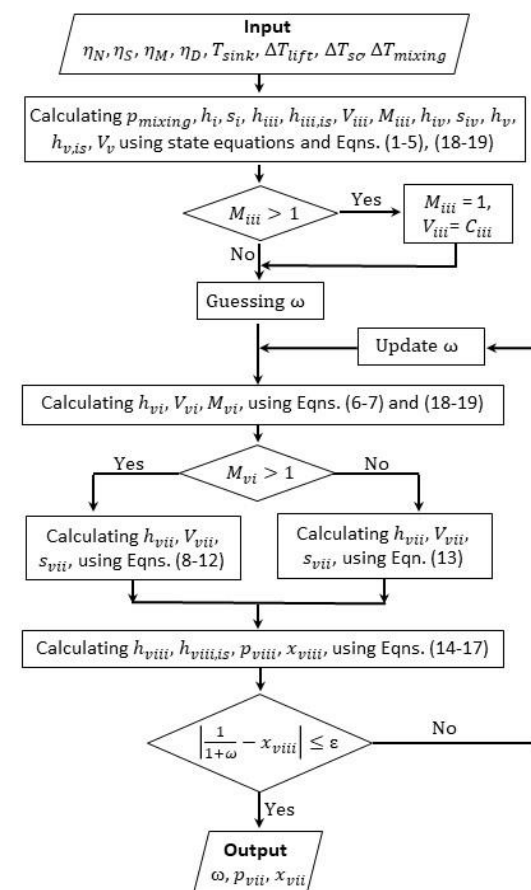 Input
η_N, η_S, η_M, η_D, T_sink, ΔT_lift, ΔT_sc, ΔT_mixing
Calculating p_mixing, h_i, s_i, h_iii, h_iii,is, V_iii, M_iii, h_iv, s_iv, h_v,
h_v,is, V_v using state equations and Eqns. (1-5), (18-19)
M_iii > 1
Yes
M_iii = 1,
V_iii = C_iii
No
Guessing ω
Update ω
Calculating h_vi, V_vi, M_vi, using Eqns. (6-7) and (18-19)
Yes
M_vi > 1
No
Calculating h_vii, V_vii,
s_vii, using Eqns. (8-12)
Calculating h_vii, V_vii,
s_vii, using Eqn. (13)
Calculating h_viii, h_viii,is, p_viii, x_viii, using Eqns. (14-17)
|1/(1+ω) − x_viii| ≤ ε
No
Yes
Output
ω, p_vii, x_vii